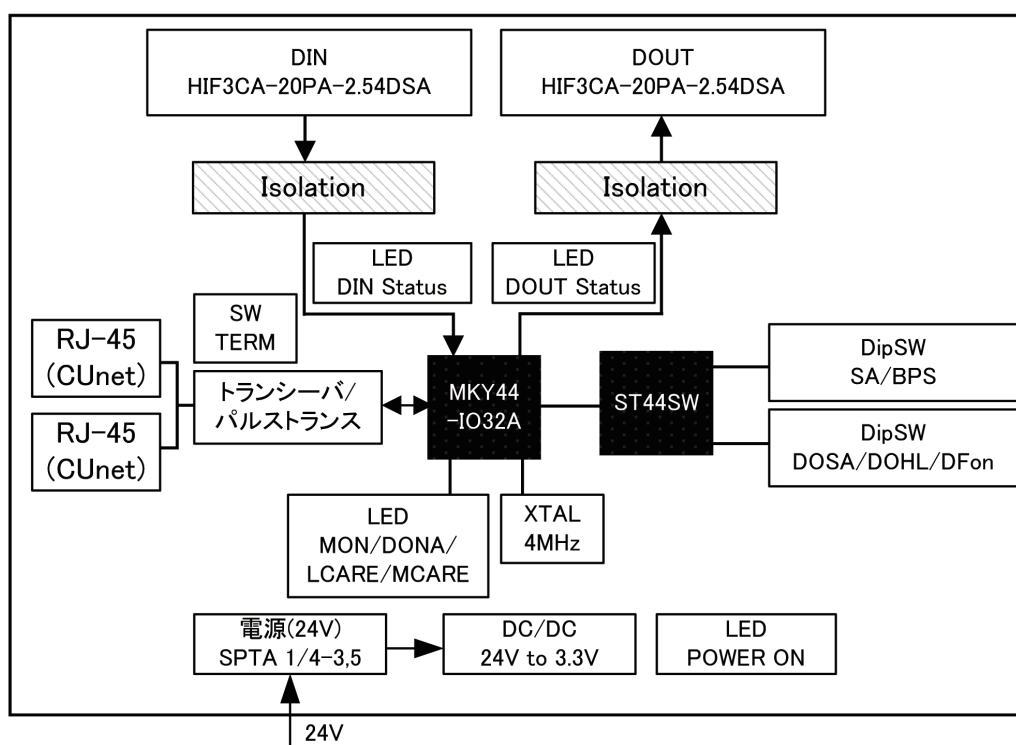 DIN
HIF3CA-20PA-2.54DSA
DOUT
HIF3CA-20PA-2.54DSA
Isolation
Isolation
LED
DIN Status
LED
DOUT Status
SW
TERM
RJ-45
(CUnet)
トランシーバ/
パルストランス
RJ-45
(CUnet)
MKY44
-IO32A
ST44SW
DipSW
SA/BPS
DipSW
DOSA/DOHL/DFon
LED
MON/DONA/
LCARE/MCARE
XTAL
4MHz
電源(24V)
SPTA 1/4-3,5
DC/DC
24V to 3.3V
LED
POWER ON
24V